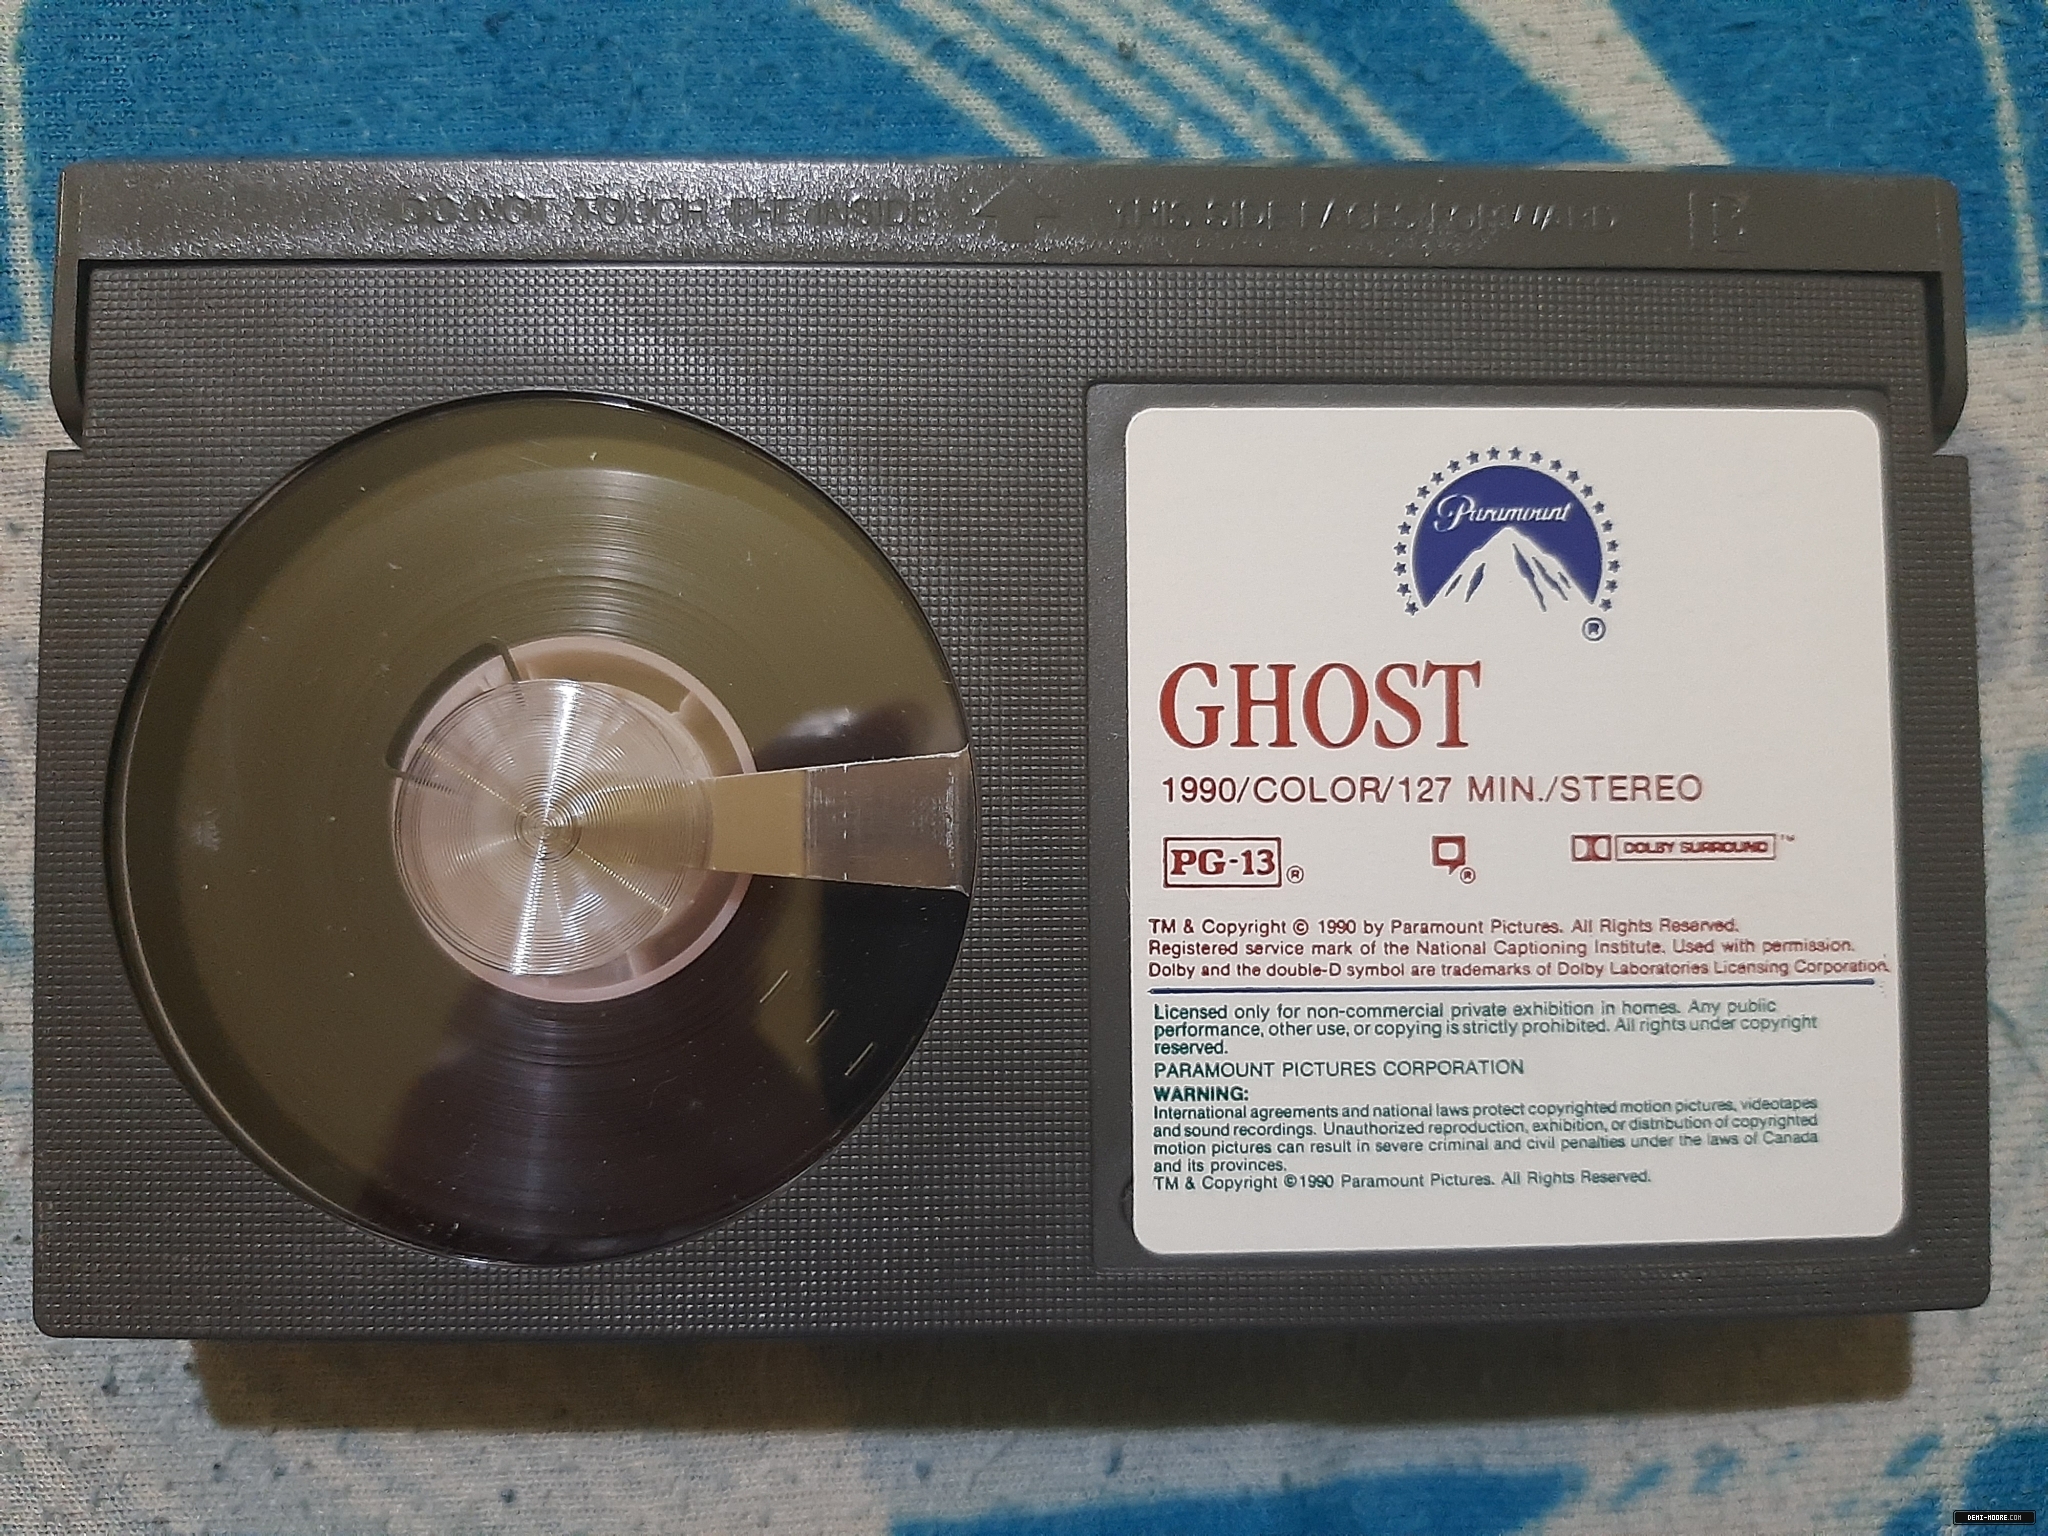 DO NOT TOUCH THE INSIDE
THIS SIDE FACES FORWARD
Paramount
®
GHOST
1990/COLOR/127 MIN./STEREO
PG-13 ®
®
DOLBY SURROUND ™
TM & Copyright © 1990 by Paramount Pictures. All Rights Reserved.
Registered service mark of the National Captioning Institute. Used with permission.
Dolby and the double-D symbol are trademarks of Dolby Laboratories Licensing Corporation.
Licensed only for non-commercial private exhibition in homes. Any public
performance, other use, or copying is strictly prohibited. All rights under copyright
reserved.
PARAMOUNT PICTURES CORPORATION
WARNING:
International agreements and national laws protect copyrighted motion pictures, videotapes
and sound recordings. Unauthorized reproduction, exhibition, or distribution of copyrighted
motion pictures can result in severe criminal and civil penalties under the laws of Canada
and its provinces.
TM & Copyright ©1990 Paramount Pictures. All Rights Reserved.
DEMI-MOORE.COM